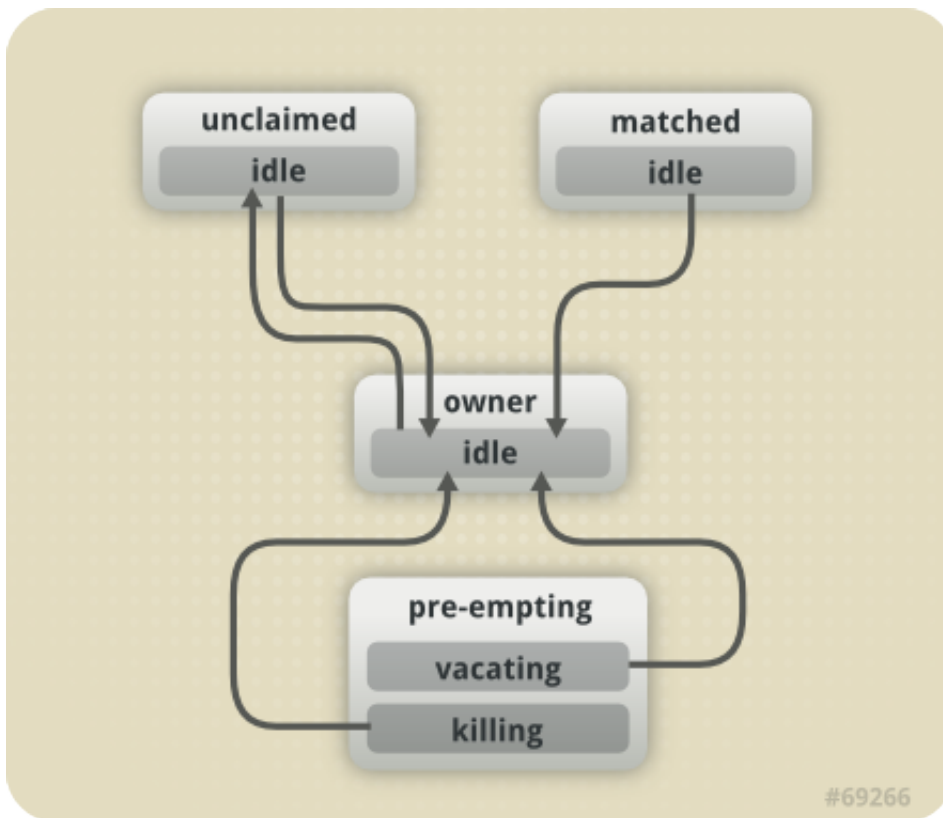 unclaimed
idle
matched
idle
owner
idle
pre-empting
vacating
killing
#69266